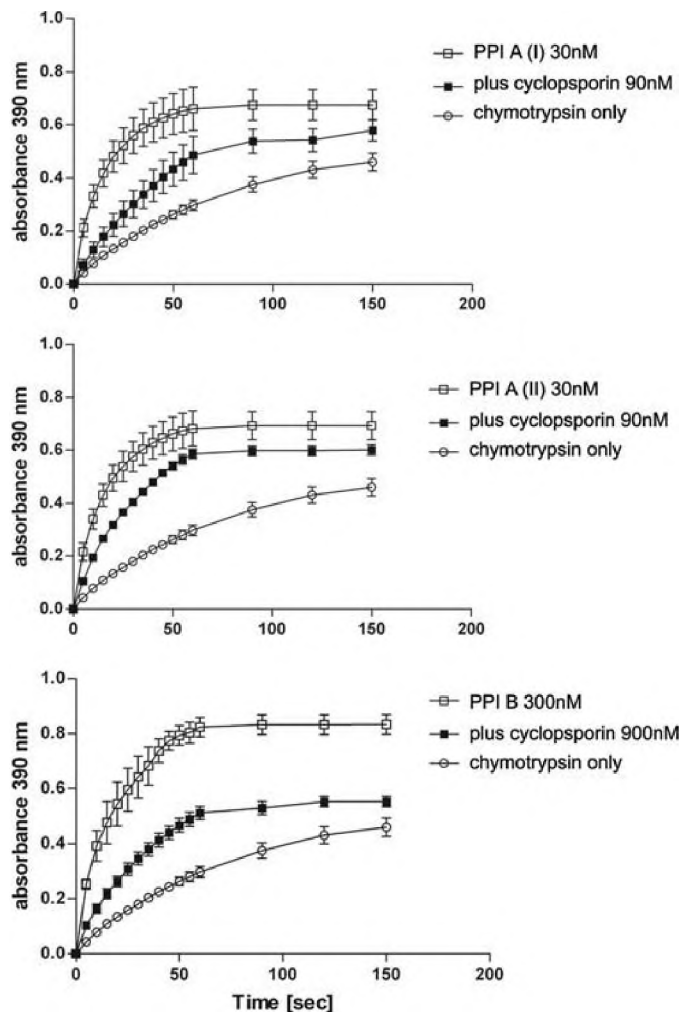 absorbance 390 nm
1.0
0.8
0.6
0.4
0.2
0.0
0
50
100
150
200
PPI A (I) 30nM
plus cyclopsporin 90nM
chymotrypsin only
absorbance 390 nm
1.0
0.8
0.6
0.4
0.2
0.0
0
50
100
150
200
PPI A (II) 30nM
plus cyclopsporin 90nM
chymotrypsin only
absorbance 390 nm
1.0
0.8
0.6
0.4
0.2
0.0
0
50
100
150
200
PPI B 300nM
plus cyclopsporin 900nM
chymotrypsin only
Time [sec]